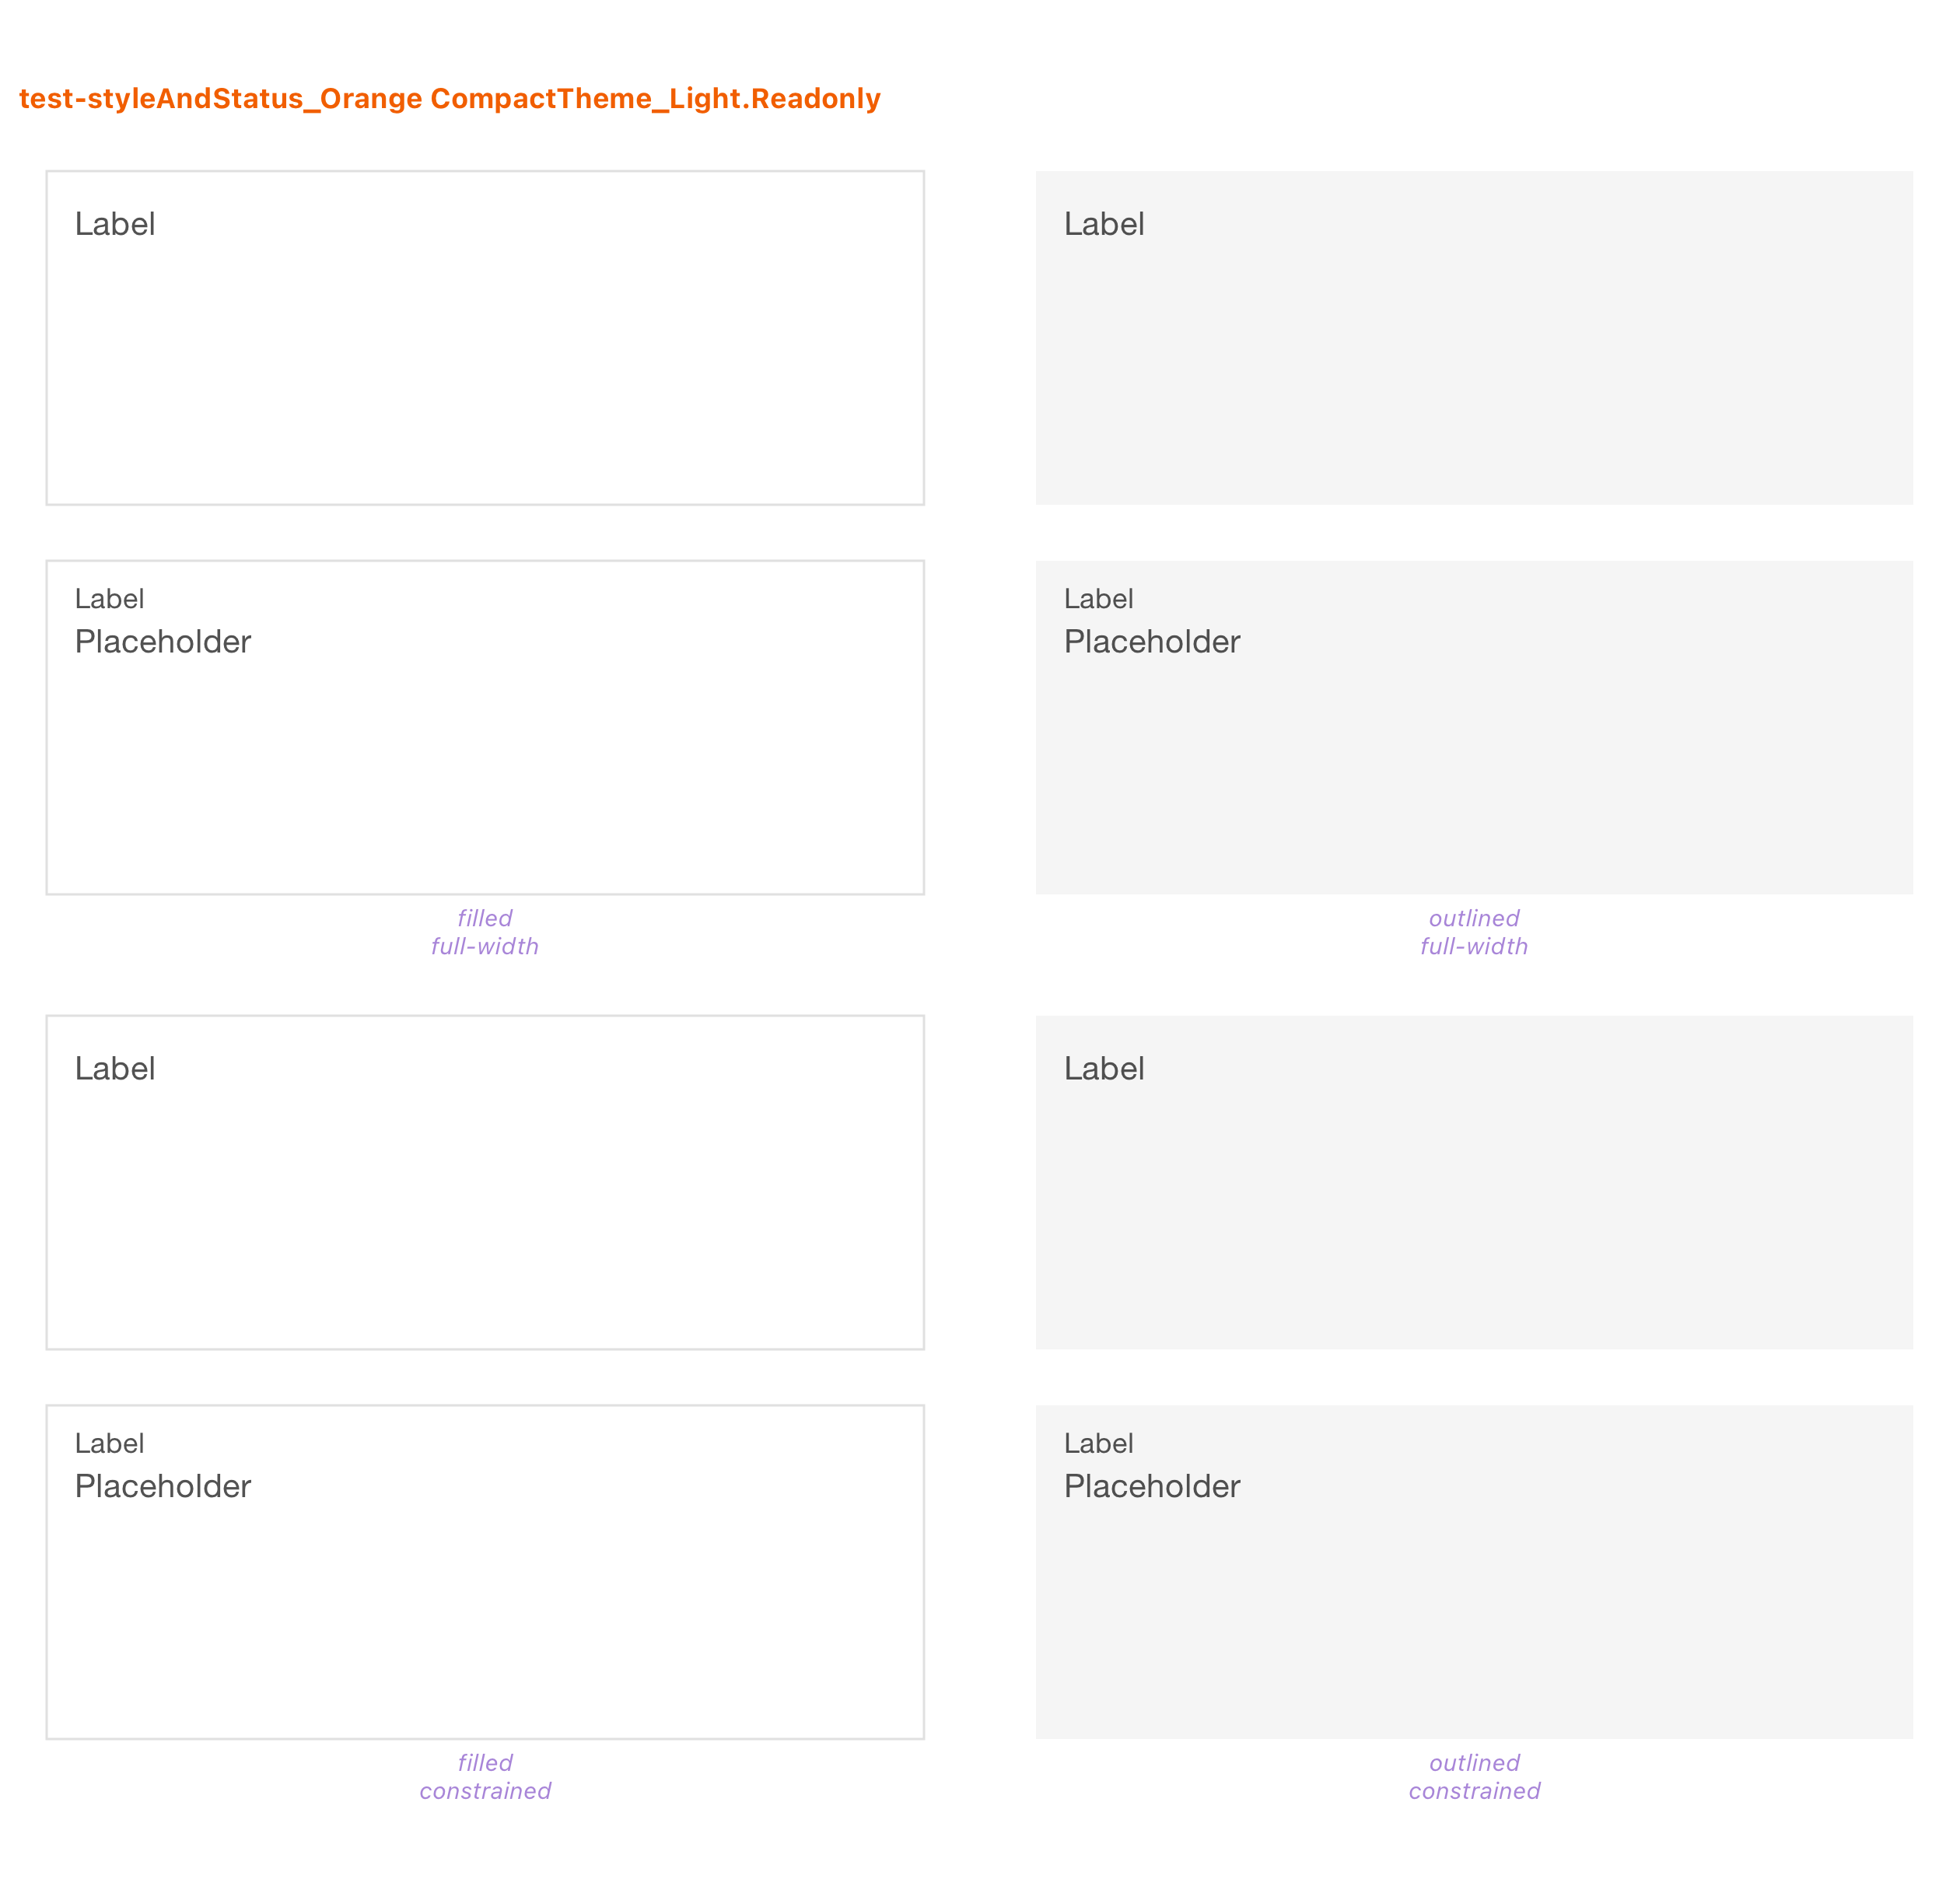 test-styleAndStatus_Orange CompactTheme_Light.Readonly
Label
Label
Label
Placeholder
Label
Placeholder
filled
full-width
outlined
full-width
Label
Label
Label
Placeholder
Label
Placeholder
filled
constrained
outlined
constrained